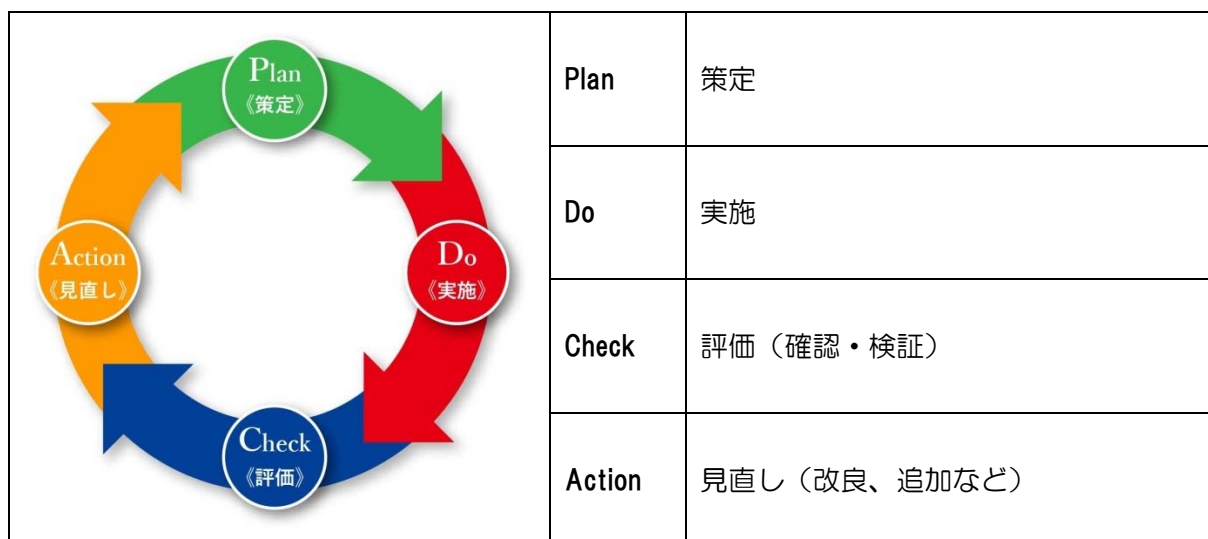 Plan
《策定》
Do
《実施》
Check
《評価》
Action
《見直し》
Plan 策定
Do 実施
Check 評価（確認・検証）
Action 見直し（改良、追加など）